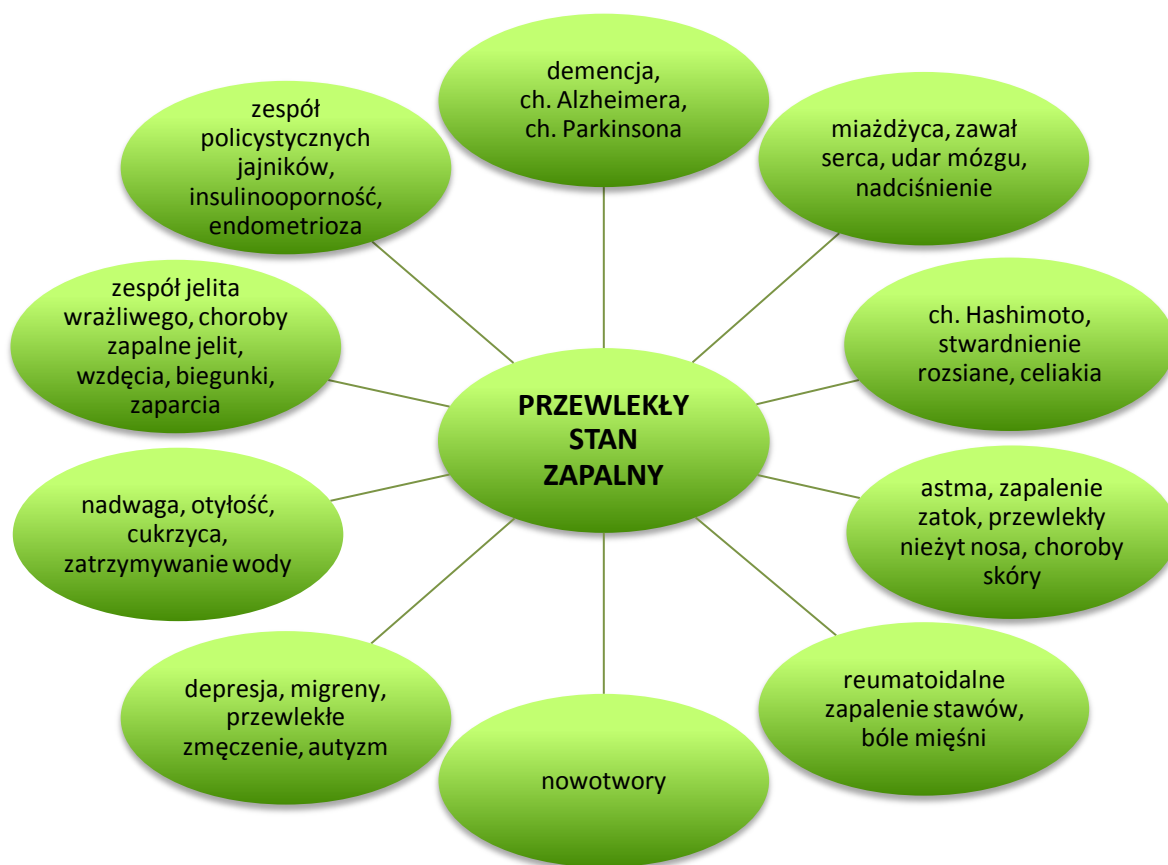 demencja,
ch. Alzheimera,
ch. Parkinsona
miażdżyca, zawał
serca, udar mózgu,
nadciśnienie
ch. Hashimoto,
stwardnienie
rozsiane, celiakia
astma, zapalenie
zatok, przewlekły
nieżyt nosa, choroby
skóry
reumatoidalne
zapalenie stawów,
bóle mięśni
nowotwory
depresja, migreny,
przewlekłe
zmęczenie, autyzm
nadwaga, otyłość,
cukrzyca,
zatrzymywanie wody
zespół jelita
wrażliwego, choroby
zapalne jelit,
wzdęcia, biegunki,
zaparcia
zespół
policystycznych
jajników,
insulinooporność,
endometrioza
PRZEWLEKŁY
STAN
ZAPALNY